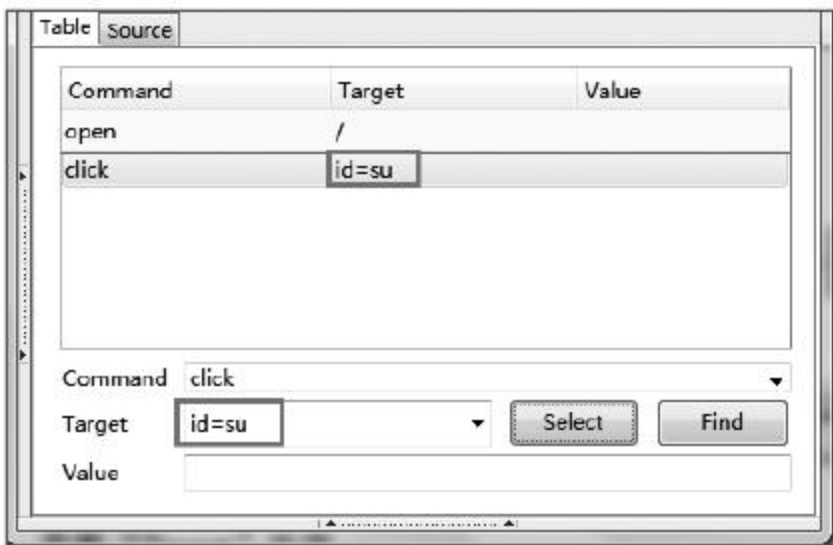 Table Source
Command Target Value
open /
click id=su
Command click
Target id=su Select Find
Value